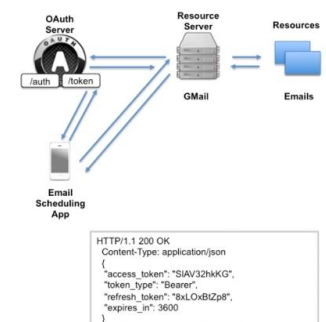 OAuth
Server
Resource
Server
Resources
OAUTH
A
/auth
/token
GMail
Emails
Email
Scheduling
App
HTTP/1.1 200 OK
Content-Type: application/json
{
"access_token": "SlAV32hkKG",
"token_type": "Bearer",
"refresh_token": "8xLOxBtZp8",
"expires_in": 3600
}